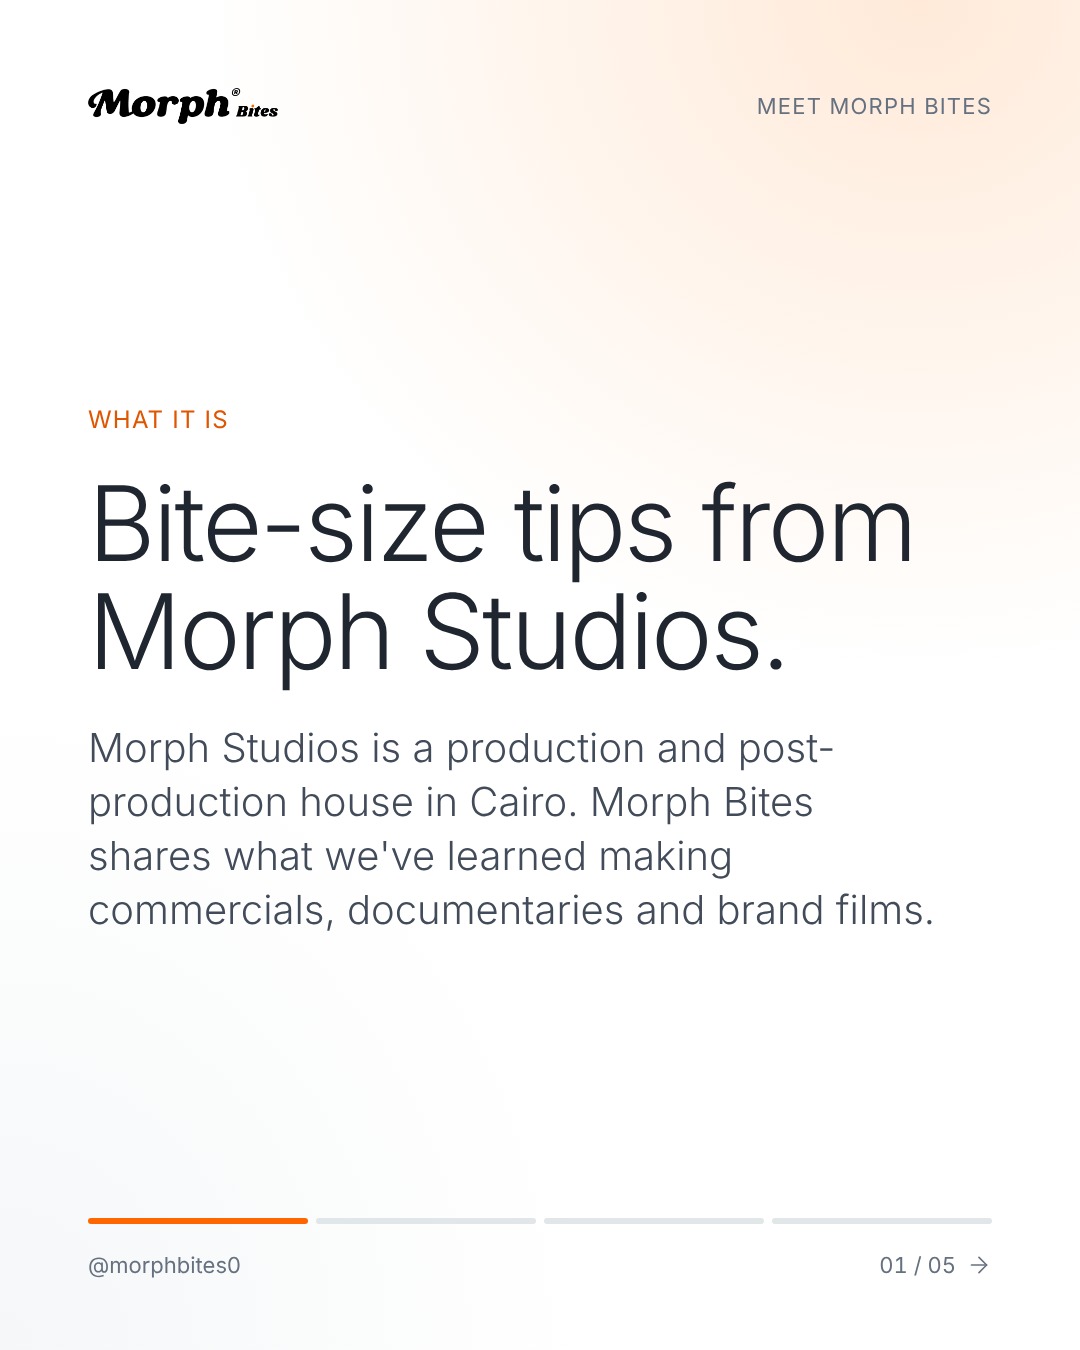 Morph® Bites
MEET MORPH BITES
WHAT IT IS
Bite-size tips from
Morph Studios.
Morph Studios is a production and post-
production house in Cairo. Morph Bites
shares what we've learned making
commercials, documentaries and brand films.
@morphbites0
01 / 05 →